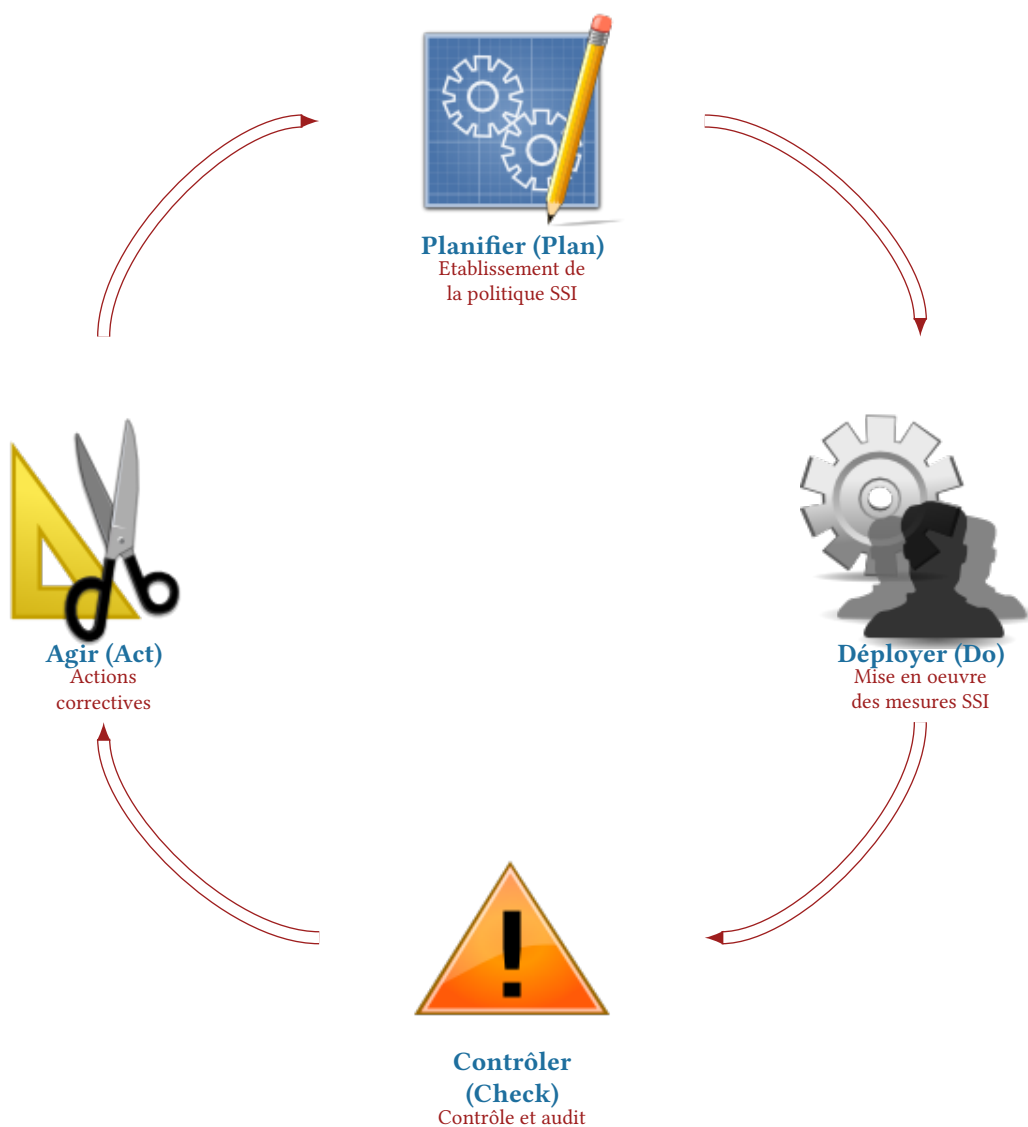 Planifier (Plan)
Etablissement de
la politique SSI
Agir (Act)
Actions
correctives
Déployer (Do)
Mise en oeuvre
des mesures SSI
Contrôler
(Check)
Contrôle et audit